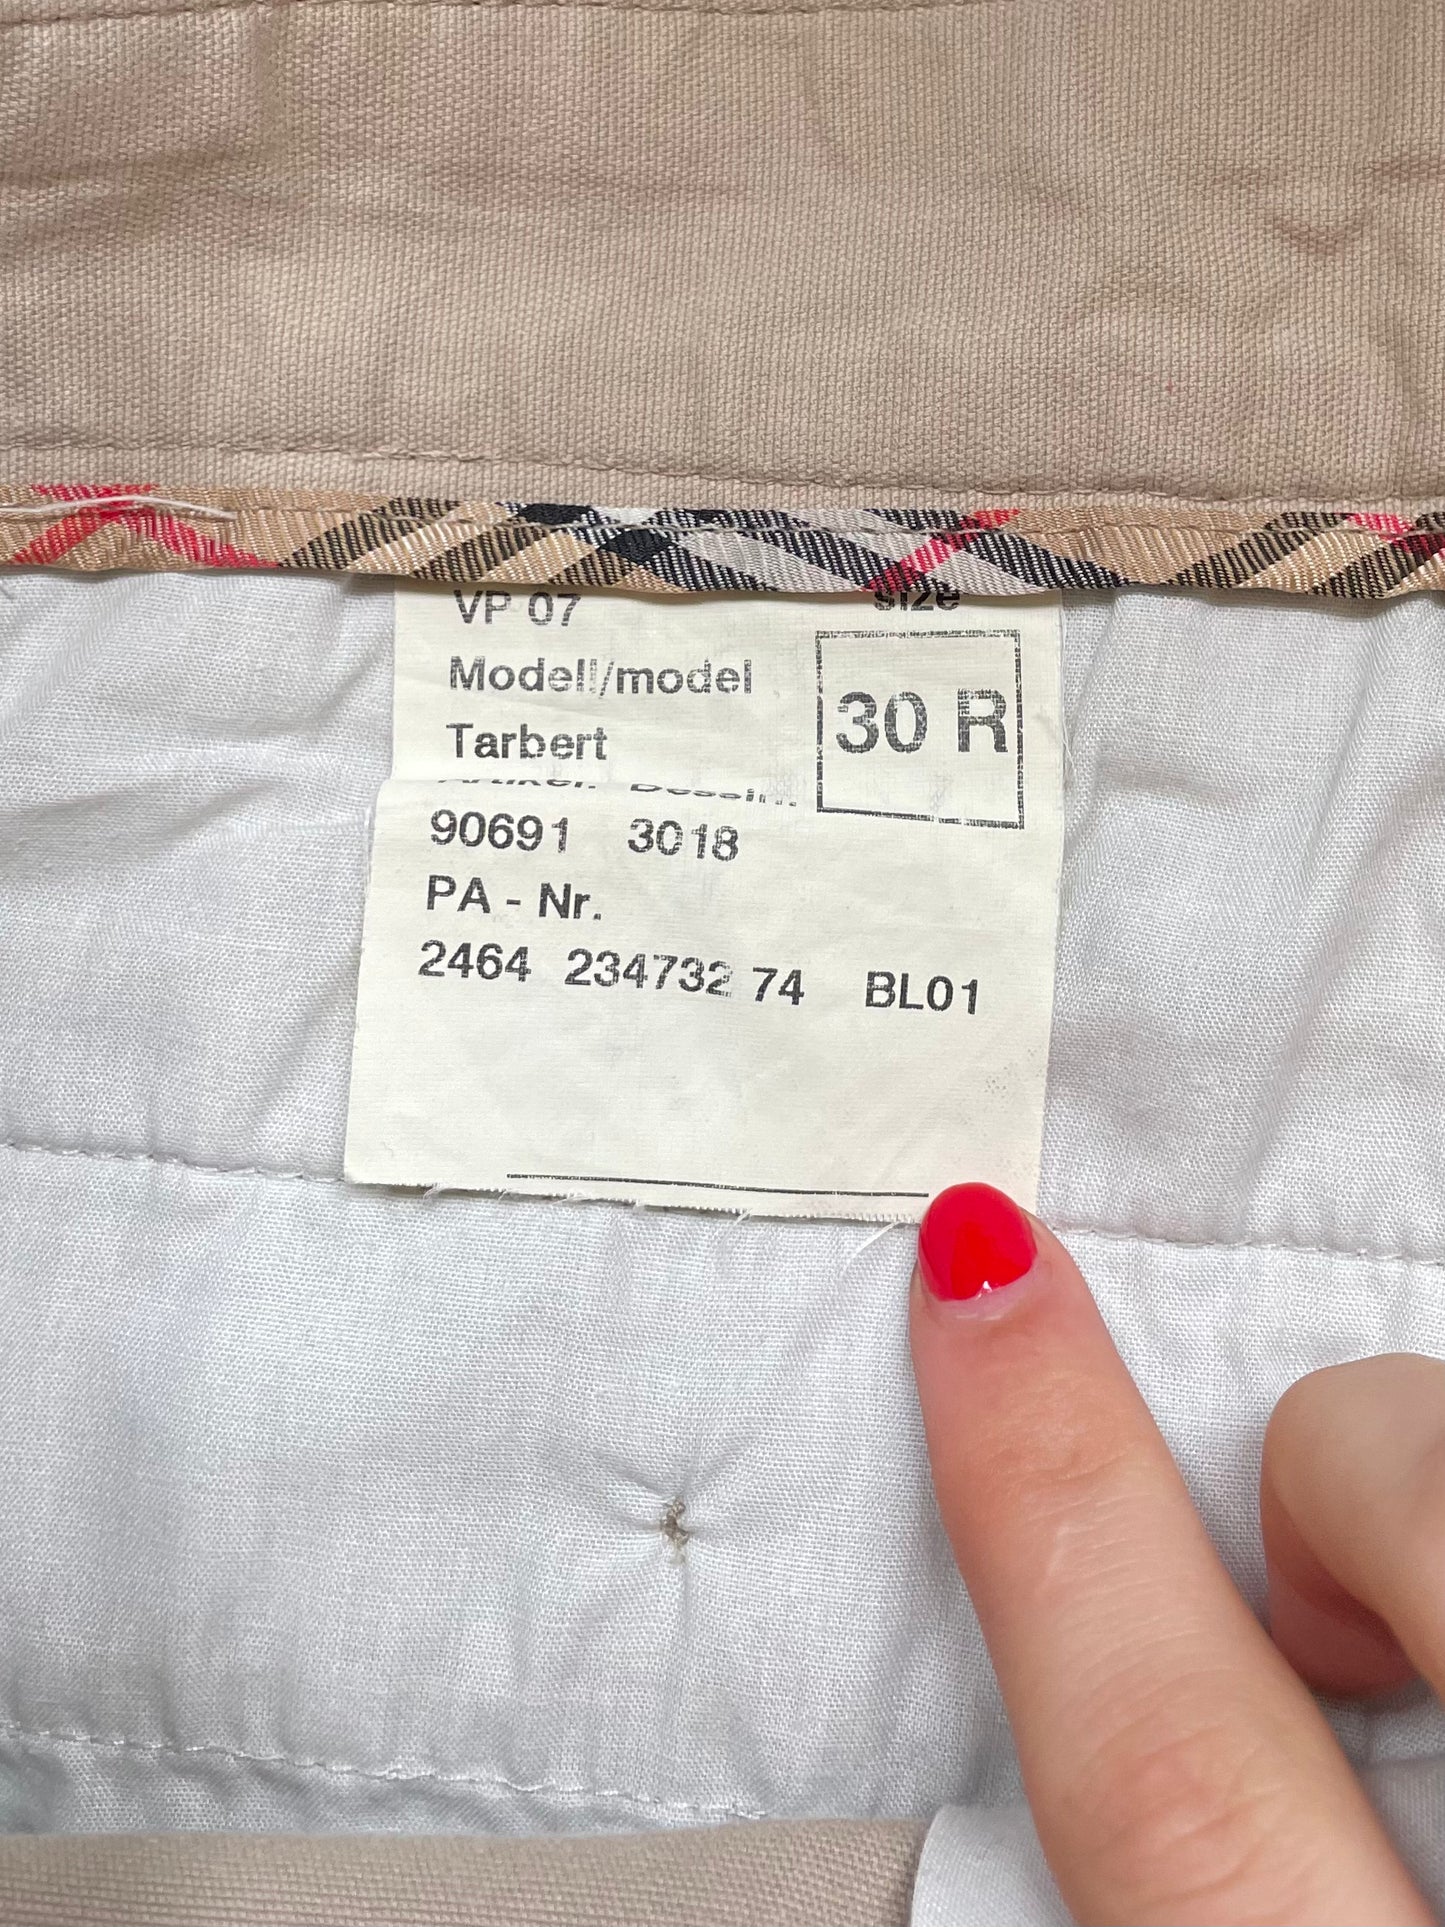 VP 07 size
Modell/model
Tarbert
30 R
90691 3018
PA - Nr.
2464 234732 74 BL01